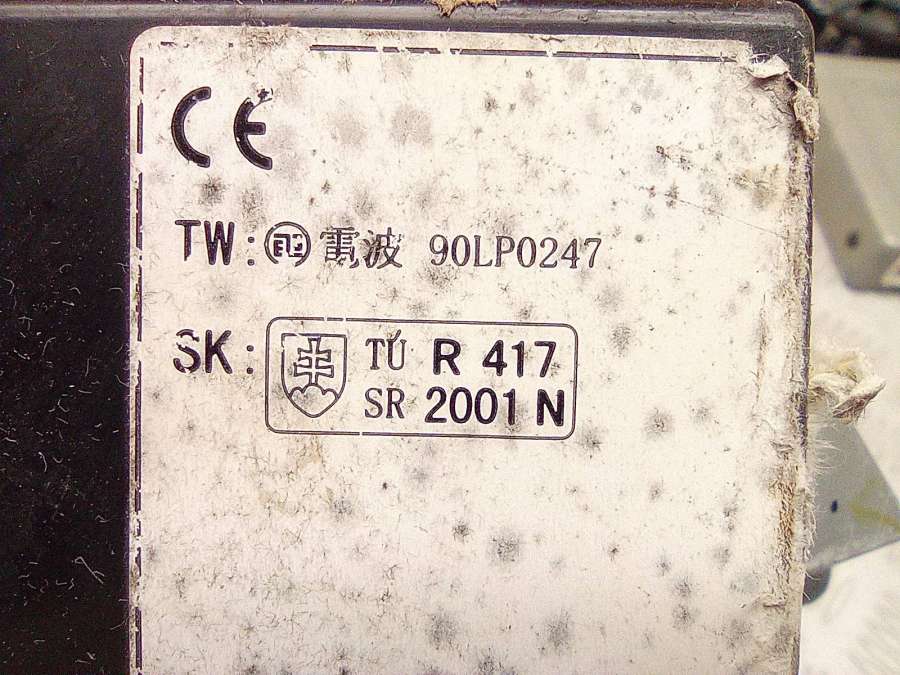 CE
TW: 電波 90LP0247
SK: TÚ R 417
SR 2001 N